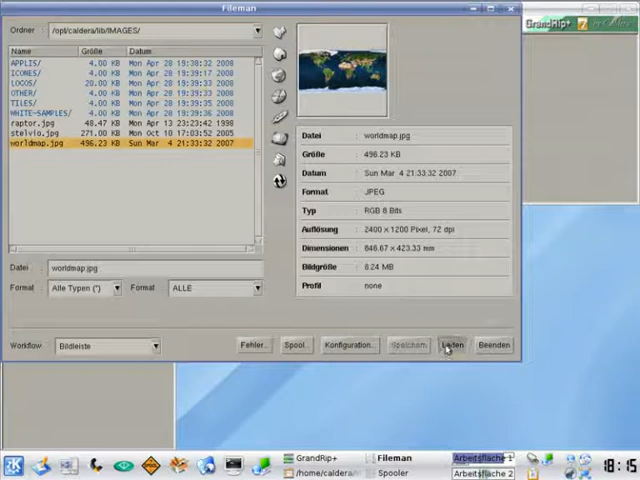 Fileman
Ordner /opt/caldera/lib/IMAGES/
GrandRip+ by Caldera
Name Größe Datum
APPLIS/ 4.00 KB Mon Apr 28 19:38:32 2008
ICONES/ 4.00 KB Mon Apr 28 19:39:17 2008
LOGOS/ 20.00 KB Mon Apr 28 19:39:33 2008
OTHER/ 4.00 KB Mon Apr 28 19:39:34 2008
TILES/ 4.00 KB Mon Apr 28 19:39:36 2008
WHITE-SAMPLES/ 4.00 KB Mon Apr 28 19:39:36 2008
raptor.jpg 48.47 KB Mon Apr 13 23:23:42 1998
stelvio.jpg 271.00 KB Mon Oct 10 17:03:52 2005
worldmap.jpg 496.23 KB Sun Mar 4 21:33:32 2007
Datei worldmap.jpg
Größe 496.23 KB
Datum Sun Mar 4 21:33:32 2007
Format JPEG
Typ RGB 8 Bits
Auflösung 2400 x 1200 Pixel, 72 dpi
Dimensionen 846.67 x 423.33 mm
Bildgröße 8.24 MB
Profil none
Datei worldmap.jpg
Format Alle Typen (*) Format ALLE
Workflow Bildleiste
Fehler... Spool... Konfiguration... Speichern Laden Beenden
GrandRip+ Fileman Arbeitsfläche 1
/home/caldera/ Spooler Arbeitsfläche 2
18:15